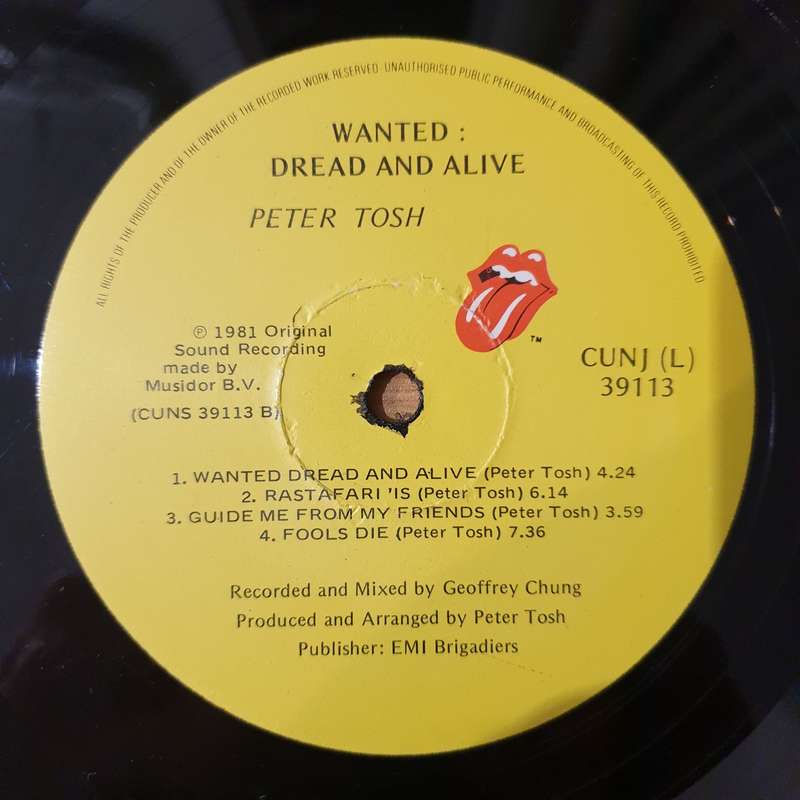 ALL RIGHTS OF THE PRODUCER AND OF THE OWNER OF THE RECORDED WORK RESERVED. UNAUTHORISED PUBLIC PERFORMANCE AND BROADCASTING OF THIS RECORD PROHIBITED
WANTED :
DREAD AND ALIVE
PETER TOSH
TM
℗ 1981 Original
Sound Recording
made by
Musidor B.V.
(CUNS 39113 B)
CUNJ (L)
39113
1. WANTED DREAD AND ALIVE (Peter Tosh) 4.24
2. RASTAFARI 'IS (Peter Tosh) 6.14
3. GUIDE ME FROM MY FRIENDS (Peter Tosh) 3.59
4. FOOLS DIE (Peter Tosh) 7.36
Recorded and Mixed by Geoffrey Chung
Produced and Arranged by Peter Tosh
Publisher: EMI Brigadiers